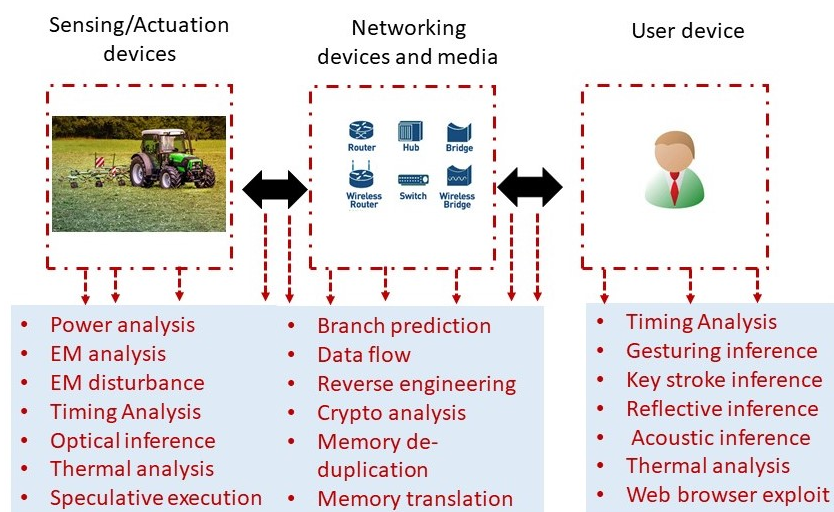 Sensing/Actuation
devices
Networking
devices and media
User device
Router
Hub
Bridge
Wireless
Router
Switch
Wireless
Bridge
• Power analysis
• EM analysis
• EM disturbance
• Timing Analysis
• Optical inference
• Thermal analysis
• Speculative execution
• Branch prediction
• Data flow
• Reverse engineering
• Crypto analysis
• Memory de-
duplication
• Memory translation
• Timing Analysis
• Gesturing inference
• Key stroke inference
• Reflective inference
• Acoustic inference
• Thermal analysis
• Web browser exploit